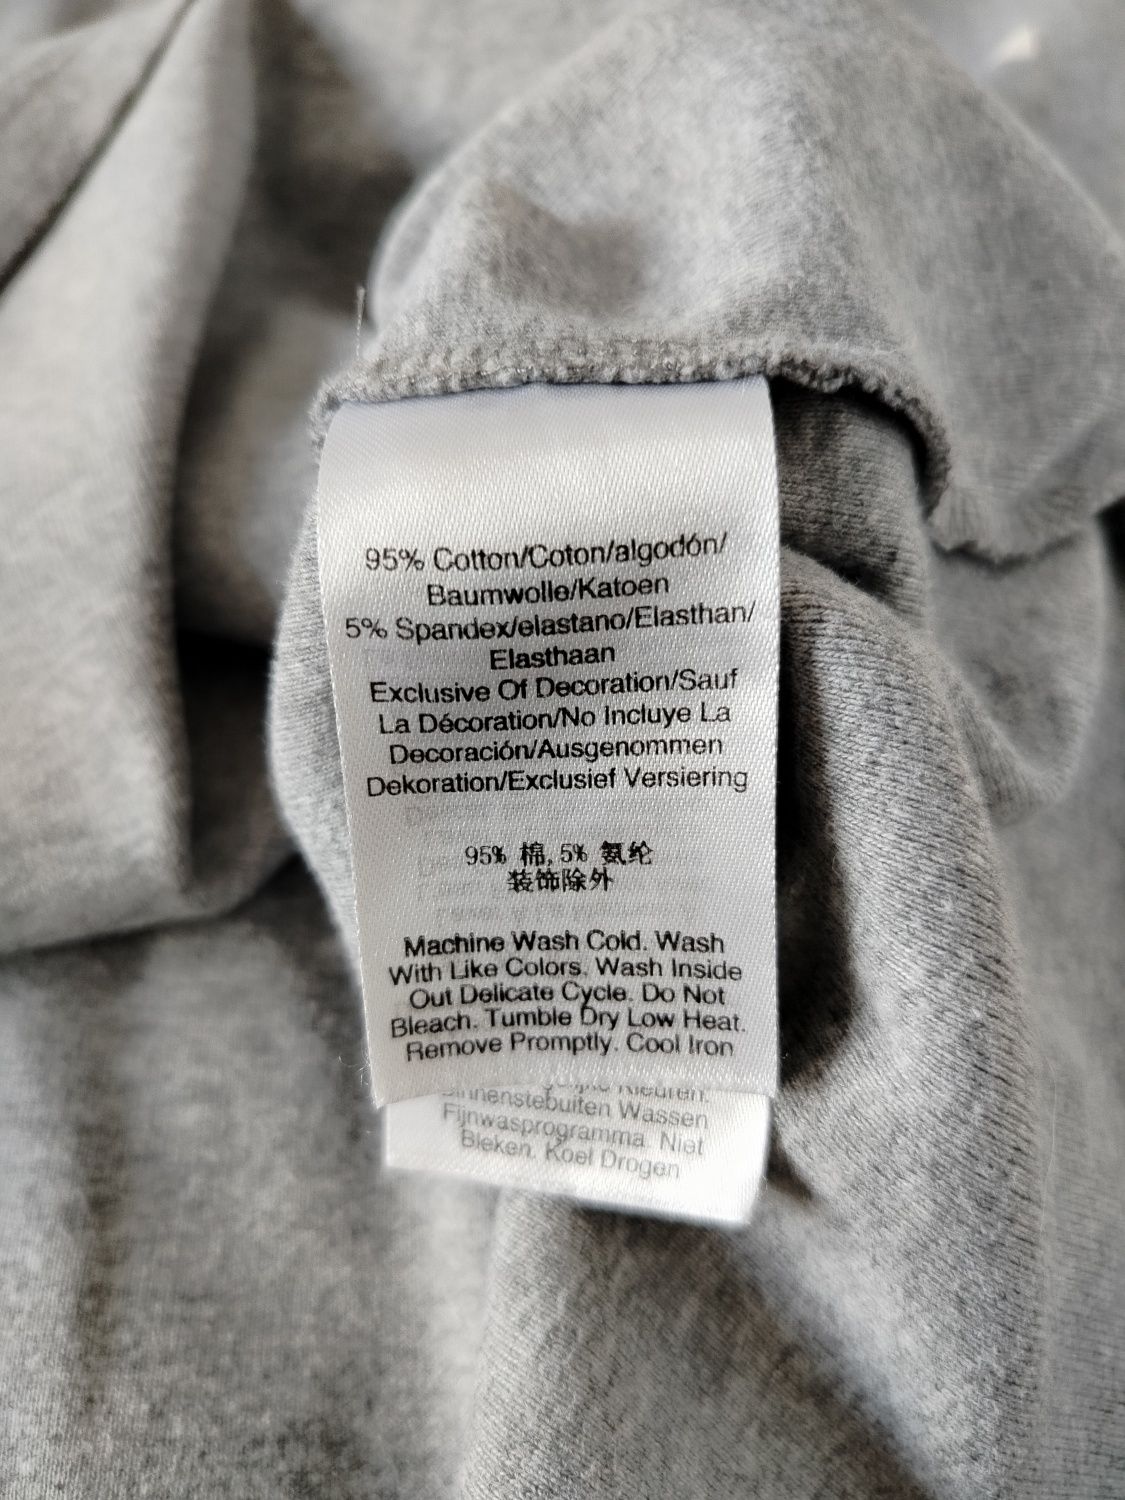 95% Cotton/Coton/algodón/
Baumwolle/Katoen
5% Spandex/elastano/Elasthan/
Elasthaan
Exclusive Of Decoration/Sauf
La Décoration/No Incluye La
Decoración/Ausgenommen
Dekoration/Exclusief Versiering
95% 棉, 5% 氨纶
装饰除外
Machine Wash Cold. Wash
With Like Colors. Wash Inside
Out Delicate Cycle. Do Not
Bleach. Tumble Dry Low Heat.
Remove Promptly. Cool Iron
Kleuren.
Binnenstebuiten Wassen
Fijnwasprogramma. Niet
Bleken. Koel Drogen